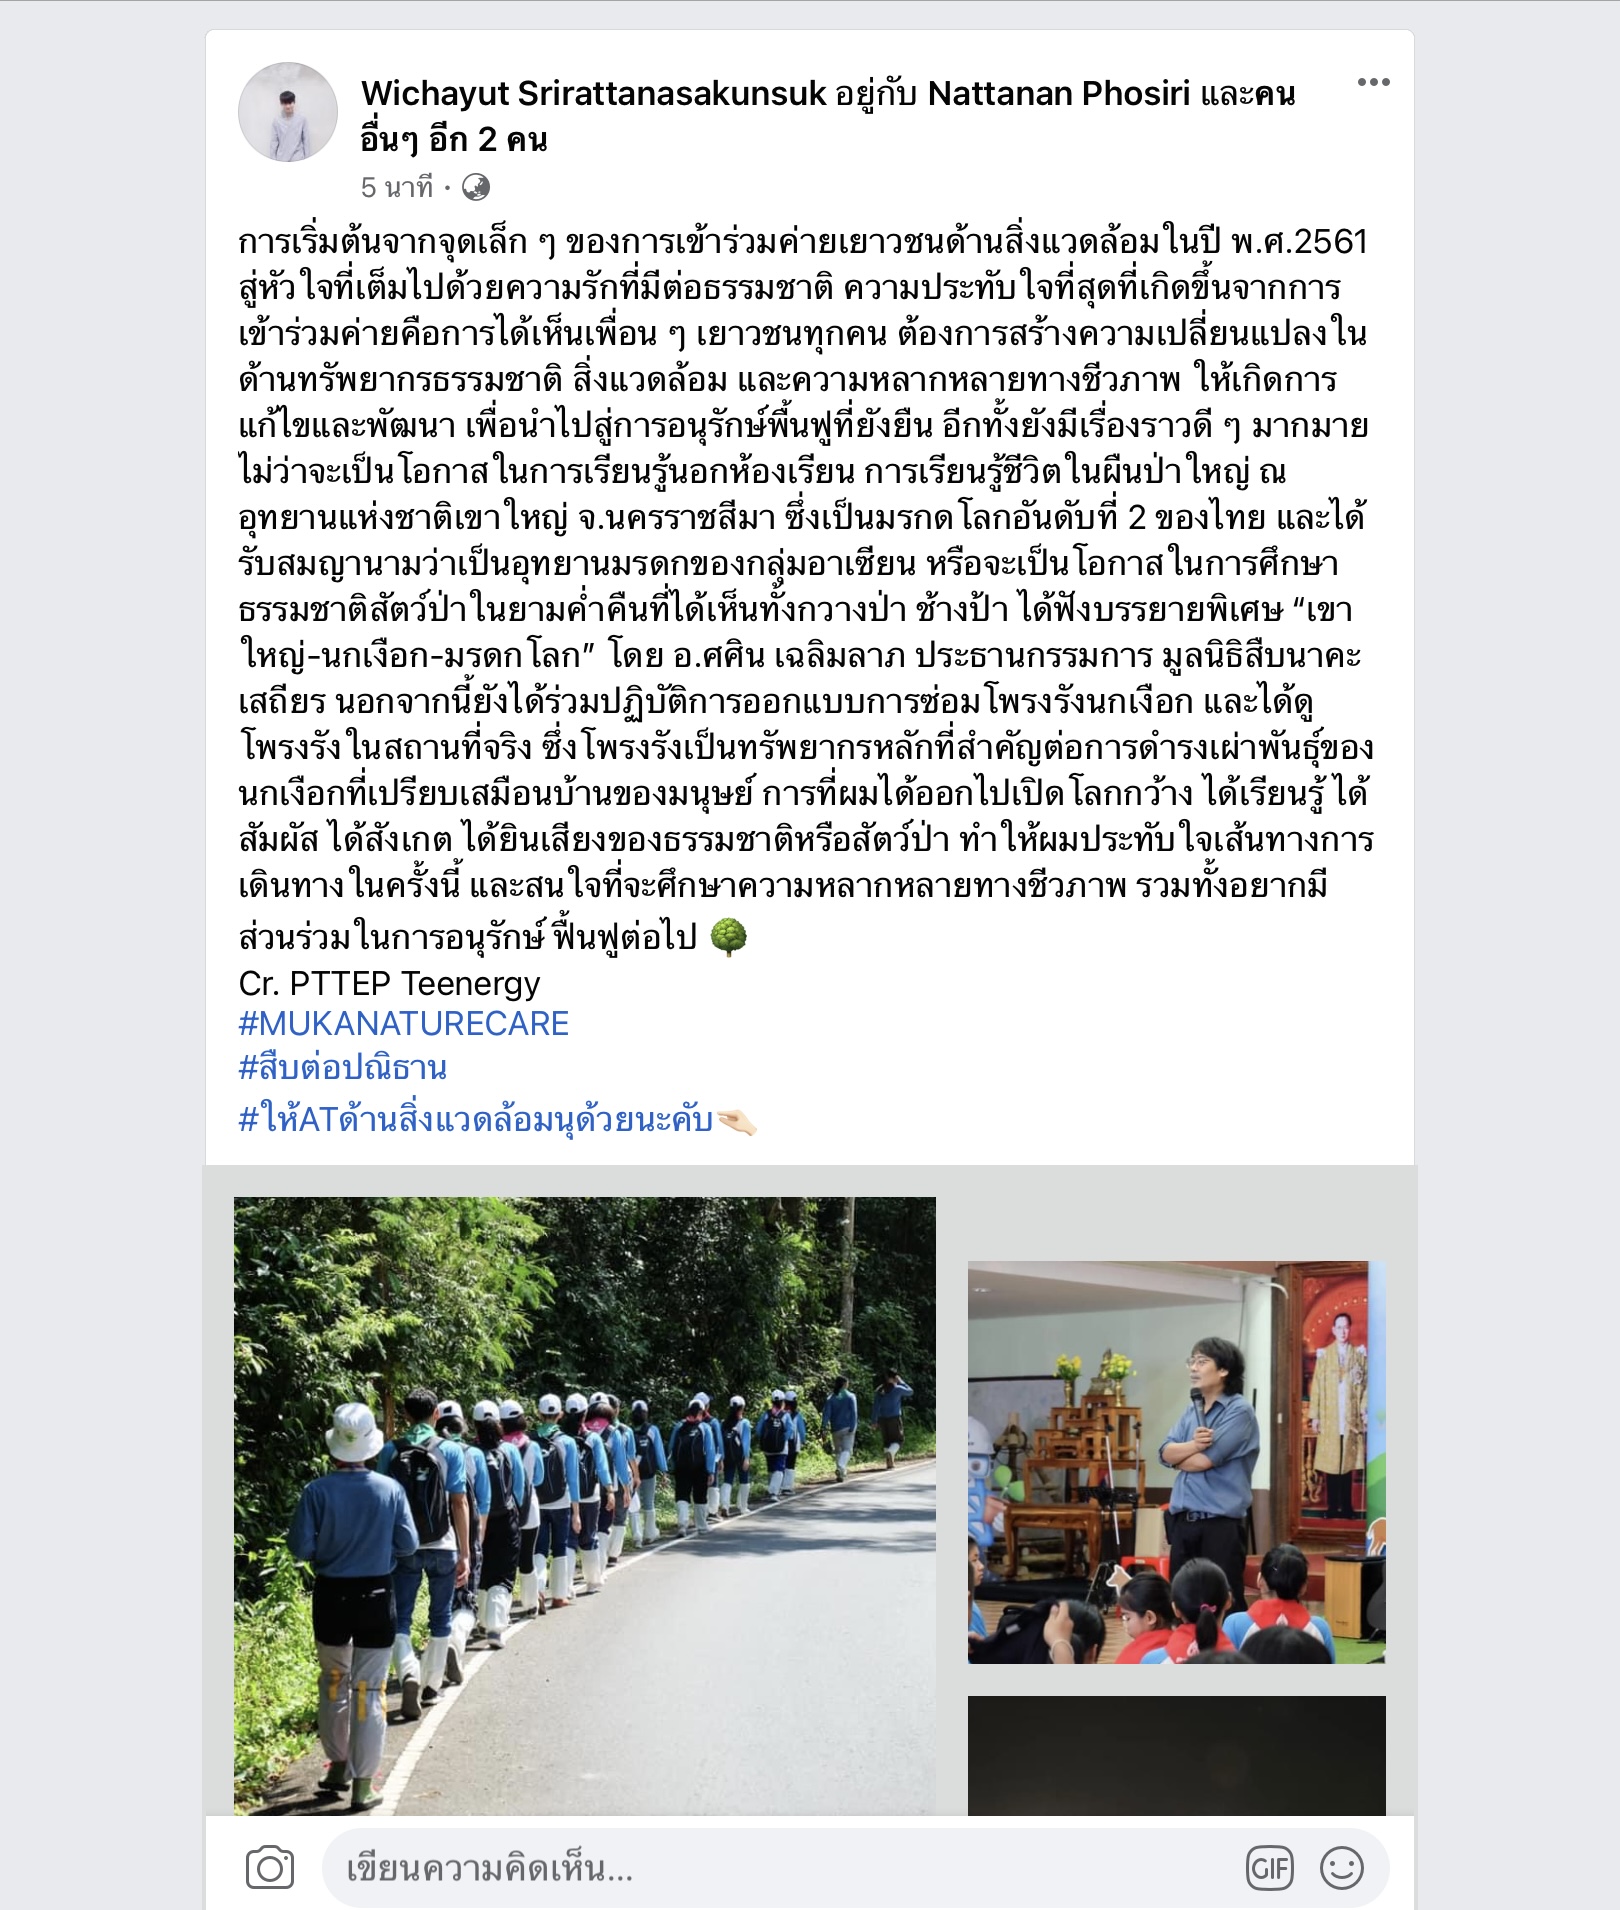 Wichayut Srirattanasakunsuk อยู่กับ Nattanan Phosiri และคน
อื่นๆ อีก 2 คน
5 นาที ·
การเริ่มต้นจากจุดเล็ก ๆ ของการเข้าร่วมค่ายเยาวชนด้านสิ่งแวดล้อมในปี พ.ศ.2561
สู่หัวใจที่เต็มไปด้วยความรักที่มีต่อธรรมชาติ ความประทับใจที่สุดที่เกิดขึ้นจากการ
เข้าร่วมค่ายคือการได้เห็นเพื่อน ๆ เยาวชนทุกคน ต้องการสร้างความเปลี่ยนแปลงใน
ด้านทรัพยากรธรรมชาติ สิ่งแวดล้อม และความหลากหลายทางชีวภาพ ให้เกิดการ
แก้ไขและพัฒนา เพื่อนำไปสู่การอนุรักษ์พื้นฟูที่ยังยืน อีกทั้งยังมีเรื่องราวดี ๆ มากมาย
ไม่ว่าจะเป็นโอกาสในการเรียนรู้นอกห้องเรียน การเรียนรู้ชีวิตในผืนป่าใหญ่ ณ
อุทยานแห่งชาติเขาใหญ่ จ.นครราชสีมา ซึ่งเป็นมรกดโลกอันดับที่ 2 ของไทย และได้
รับสมญานามว่าเป็นอุทยานมรดกของกลุ่มอาเซียน หรือจะเป็นโอกาสในการศึกษา
ธรรมชาติสัตว์ป่าในยามค่ำคืนที่ได้เห็นทั้งกวางป่า ช้างป้า ได้ฟังบรรยายพิเศษ “เขา
ใหญ่-นกเงือก-มรดกโลก” โดย อ.ศศิน เฉลิมลาภ ประธานกรรมการ มูลนิธิสืบนาคะ
เสถียร นอกจากนี้ยังได้ร่วมปฏิบัติการออกแบบการซ่อมโพรงรังนกเงือก และได้ดู
โพรงรังในสถานที่จริง ซึ่งโพรงรังเป็นทรัพยากรหลักที่สำคัญต่อการดำรงเผ่าพันธุ์ของ
นกเงือกที่เปรียบเสมือนบ้านของมนุษย์ การที่ผมได้ออกไปเปิดโลกกว้าง ได้เรียนรู้ ได้
สัมผัส ได้สังเกต ได้ยินเสียงของธรรมชาติหรือสัตว์ป่า ทำให้ผมประทับใจเส้นทางการ
เดินทางในครั้งนี้ และสนใจที่จะศึกษาความหลากหลายทางชีวภาพ รวมทั้งอยากมี
ส่วนร่วมในการอนุรักษ์ ฟื้นฟูต่อไป 🌳
Cr. PTTEP Teenergy
#MUKANATURECARE
#สืบต่อปณิธาน
#ให้ATด้านสิ่งแวดล้อมนุด้วยนะคับ
เขียนความคิดเห็น...
GIF